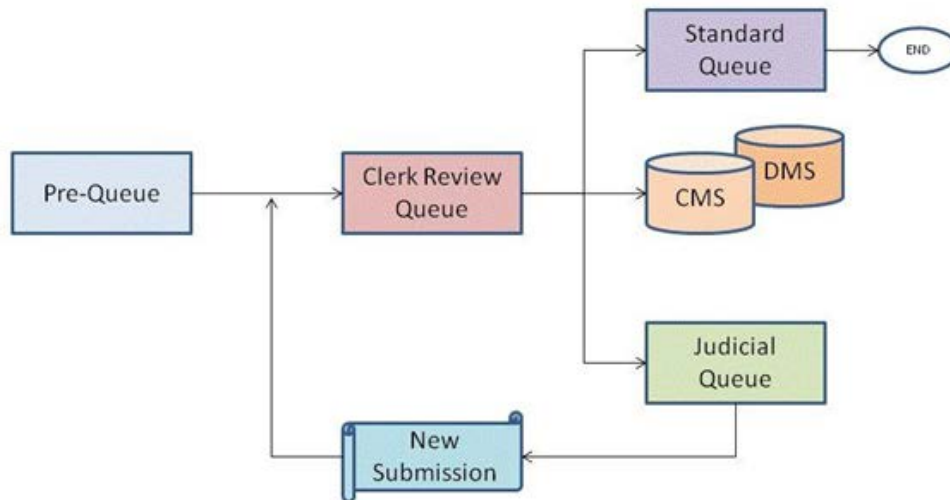 Standard
Queue
END
Pre-Queue
Clerk Review
Queue
CMS
DMS
Judicial
Queue
New
Submission